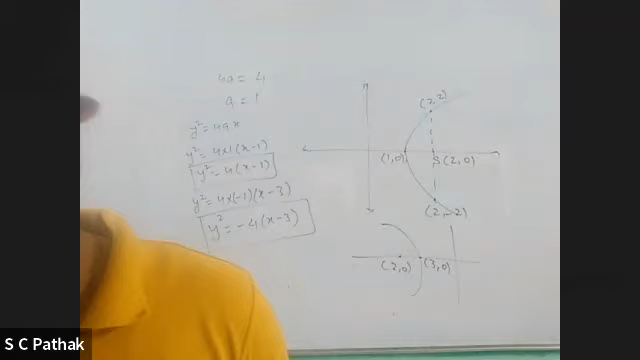 4a = 4
a = 1
y² = 4ax
y² = 4×1(x-1)
y² = 4(x-1)
y² = 4×(-1)(x-3)
y² = -4(x-3)
(2,2)
(1,0)
S(2,0)
(2,-2)
(2,0)
(3,0)
S C Pathak